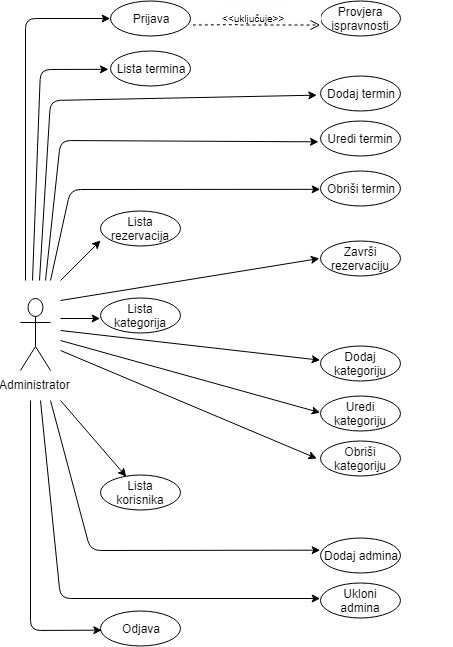 Prijava
<<uključuje>>
Provjera
ispravnosti
Lista termina
Dodaj termin
Uredi termin
Obriši termin
Lista
rezervacija
Završi
rezervaciju
Lista
kategorija
Administrator
Dodaj
kategoriju
Uredi
kategoriju
Obriši
kategoriju
Lista
korisnika
Dodaj admina
Ukloni
admina
Odjava